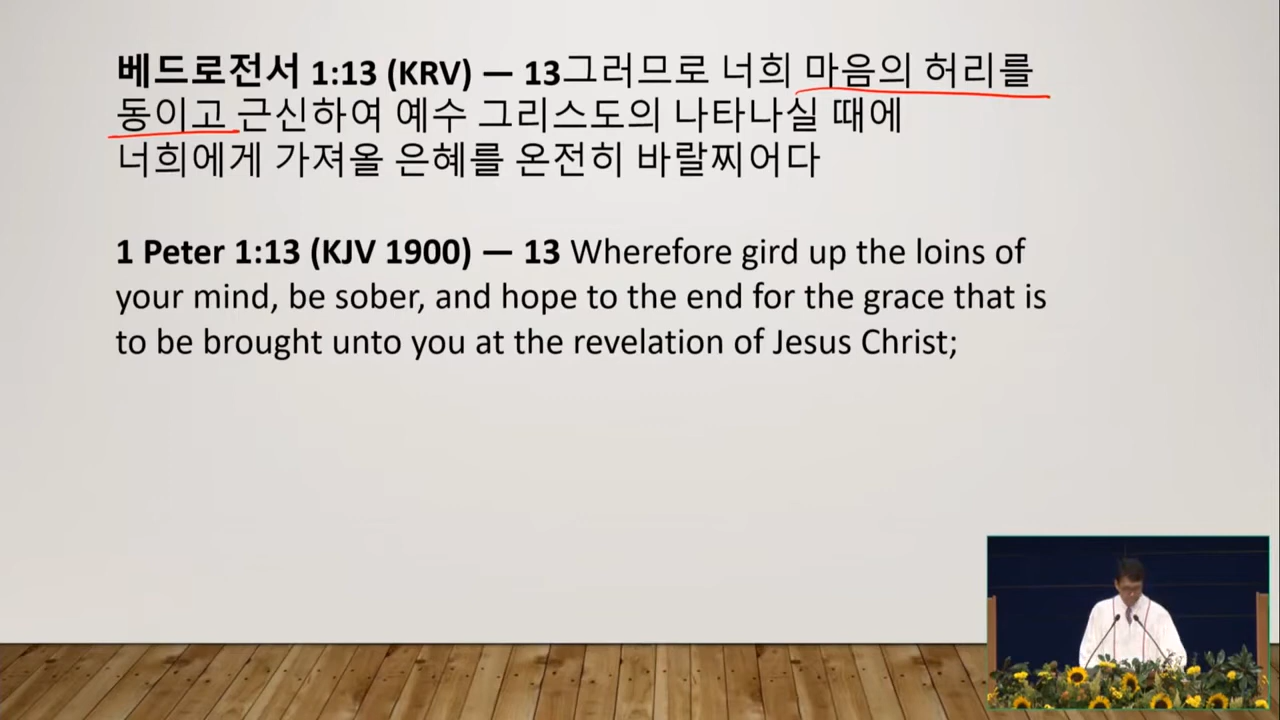 베드로전서 1:13 (KRV) — 13그러므로 너희 마음의 허리를
동이고 근신하여 예수 그리스도의 나타나실 때에
너희에게 가져올 은혜를 온전히 바랄찌어다
1 Peter 1:13 (KJV 1900) — 13 Wherefore gird up the loins of
your mind, be sober, and hope to the end for the grace that is
to be brought unto you at the revelation of Jesus Christ;